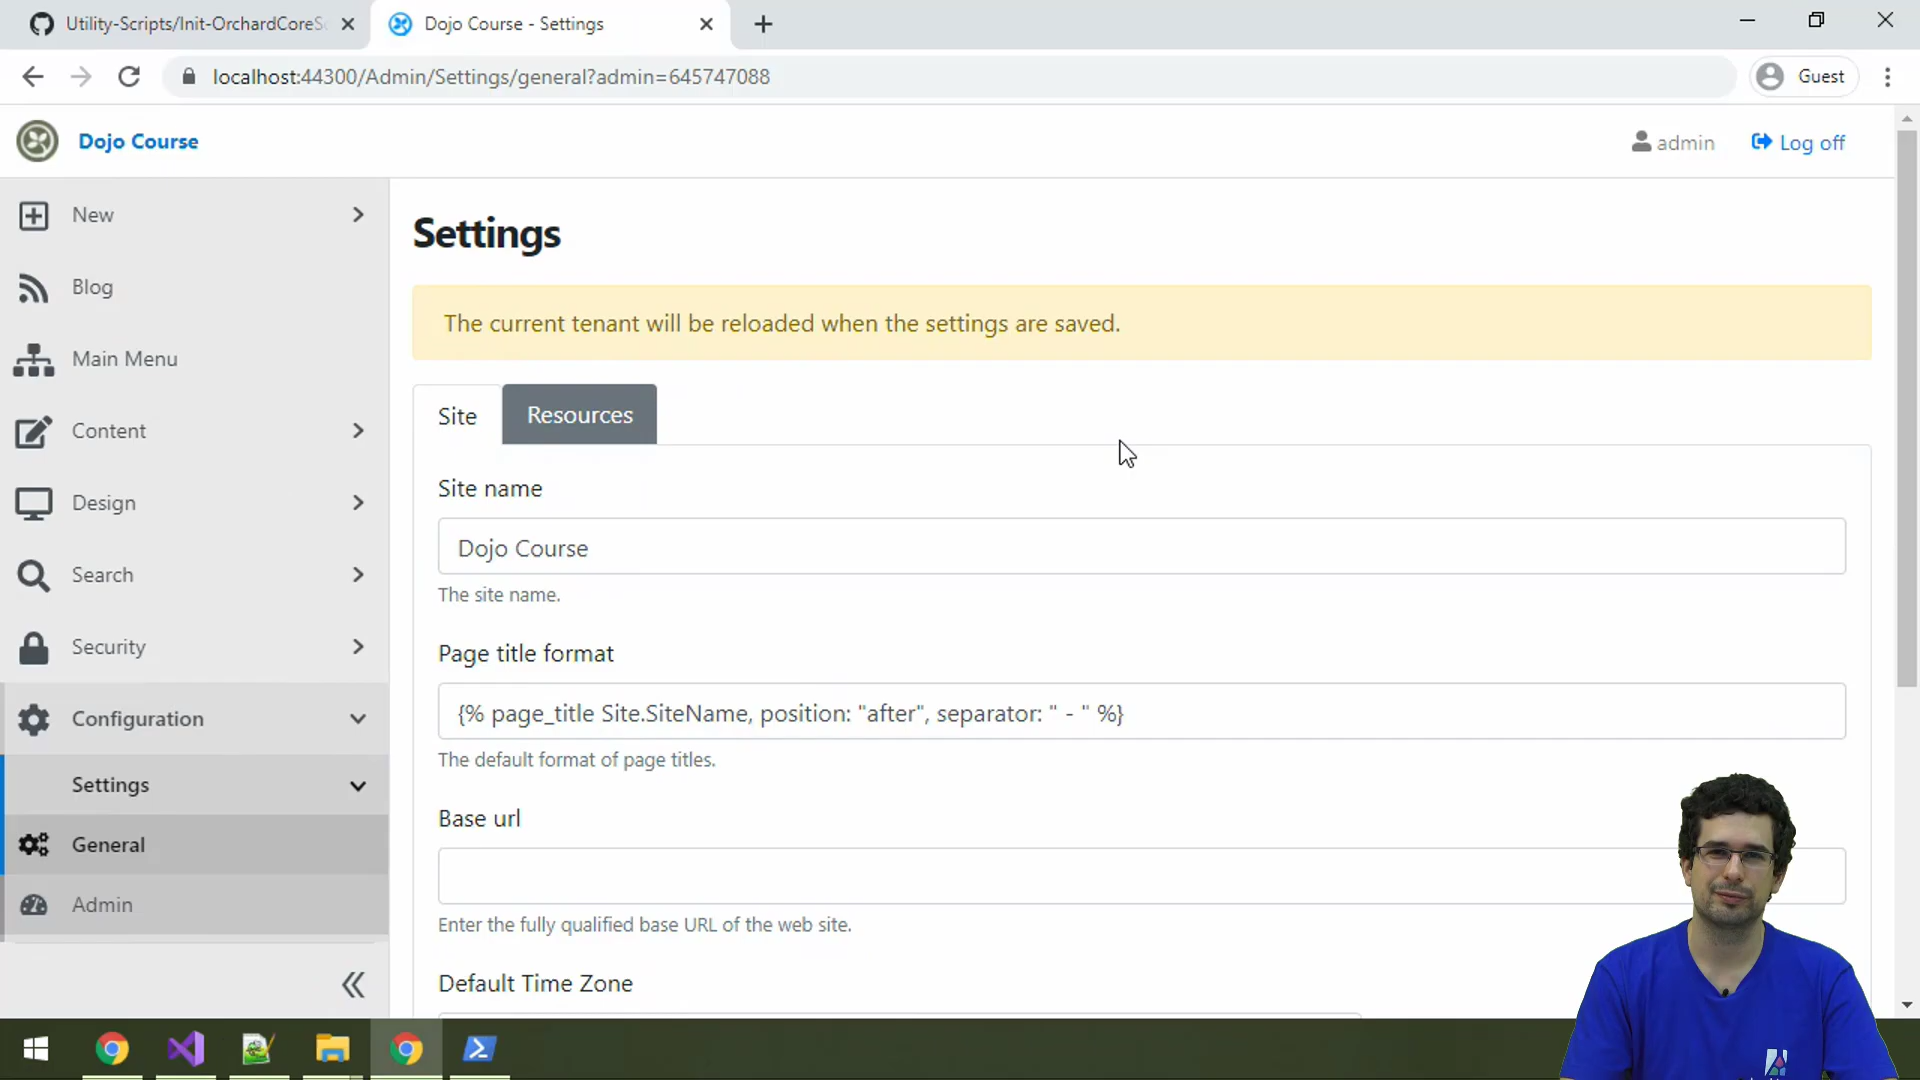 Utility-Scripts/Init-OrchardCoreSo
Dojo Course - Settings
localhost:44300/Admin/Settings/general?admin=645747088
Guest
Dojo Course
admin
Log off
New
Blog
Main Menu
Content
Design
Search
Security
Configuration
Settings
General
Admin
Settings
The current tenant will be reloaded when the settings are saved.
Site
Resources
Site name
Dojo Course
The site name.
Page title format
{% page_title Site.SiteName, position: "after", separator: " - " %}
The default format of page titles.
Base url
Enter the fully qualified base URL of the web site.
Default Time Zone